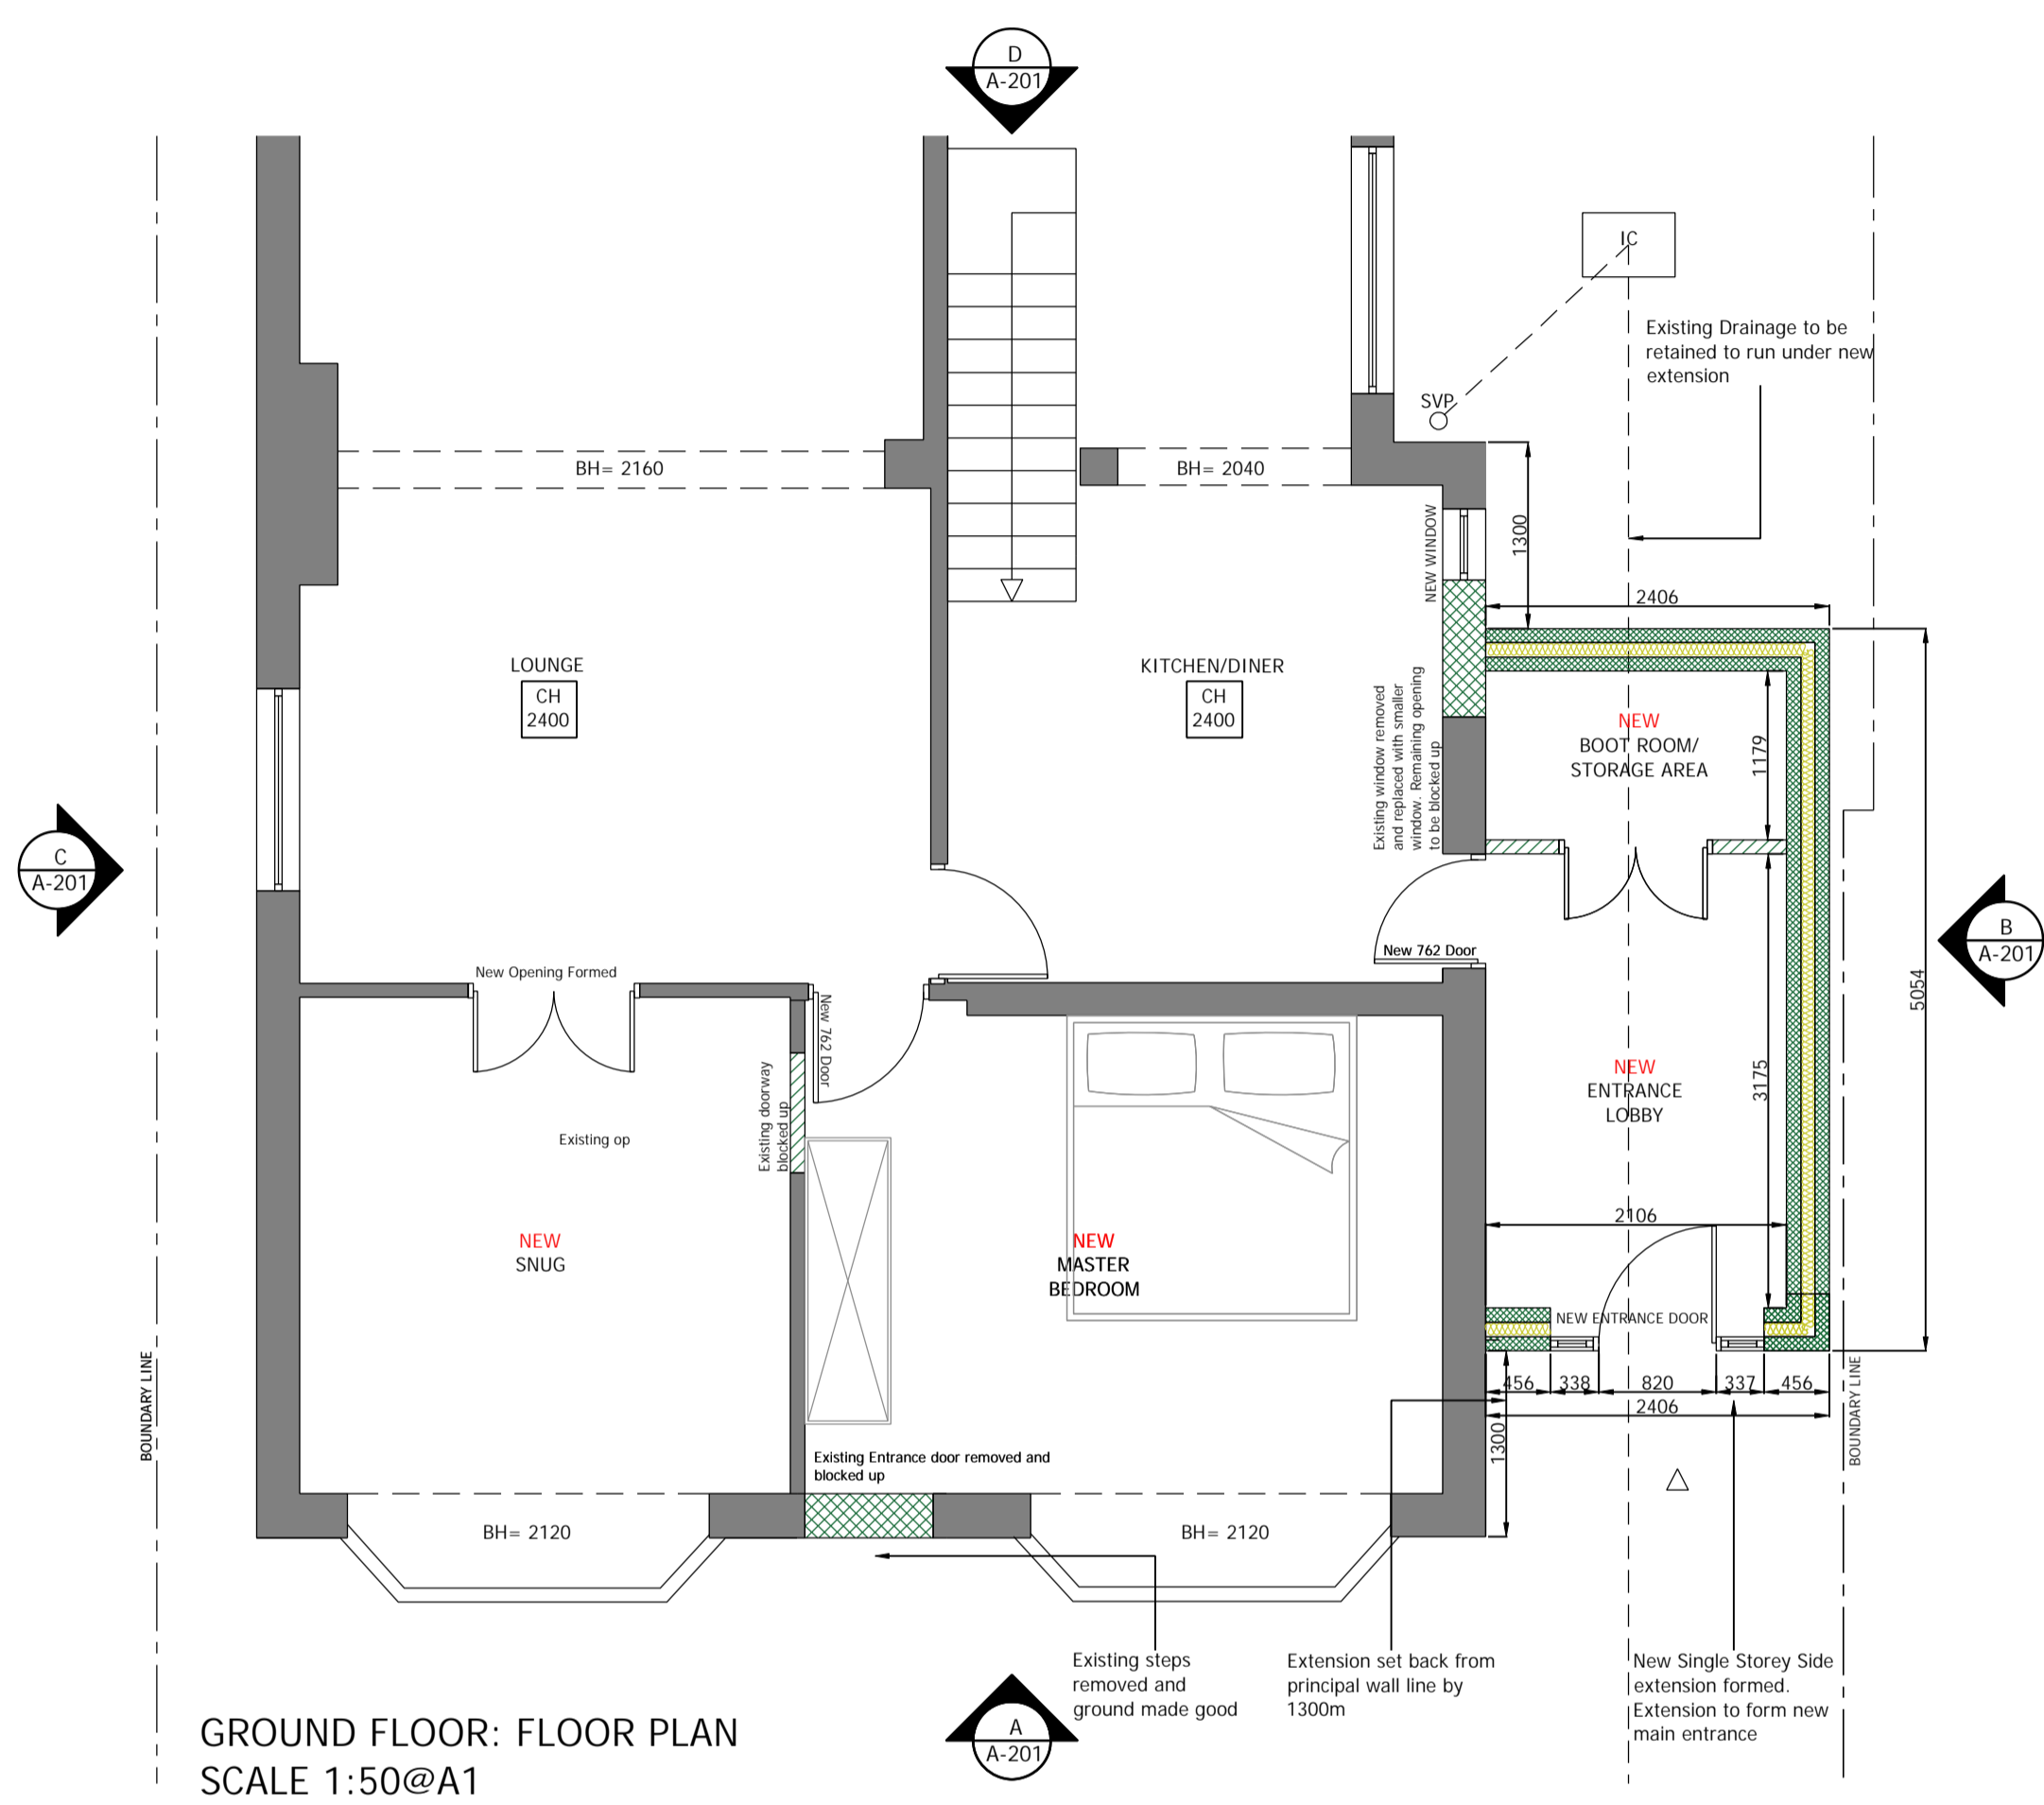 D
A-201
IC
Existing Drainage to be
retained to run under new
extension
SVP
BH= 2160
BH= 2040
NEW WINDOW
1300
2406
LOUNGE
CH
2400
KITCHEN/DINER
CH
2400
Existing window removed
and replaced with smaller
window. Remaining opening
to be blocked up
NEW
BOOT ROOM/
STORAGE AREA
1179
C
A-201
B
A-201
New 762 Door
New Opening Formed
New 762 Door
5054
Existing doorway
blocked up
Existing op
NEW
ENTRANCE
LOBBY
3175
2106
NEW
SNUG
NEW
MASTER
BEDROOM
NEW ENTRANCE DOOR
456
338
820
337
456
2406
BOUNDARY LINE
BOUNDARY LINE
1300
Existing Entrance door removed and
blocked up
BH= 2120
BH= 2120
Existing steps
removed and
ground made good
Extension set back from
principal wall line by
1300m
New Single Storey Side
extension formed.
Extension to form new
main entrance
A
A-201
GROUND FLOOR: FLOOR PLAN
SCALE 1:50@A1